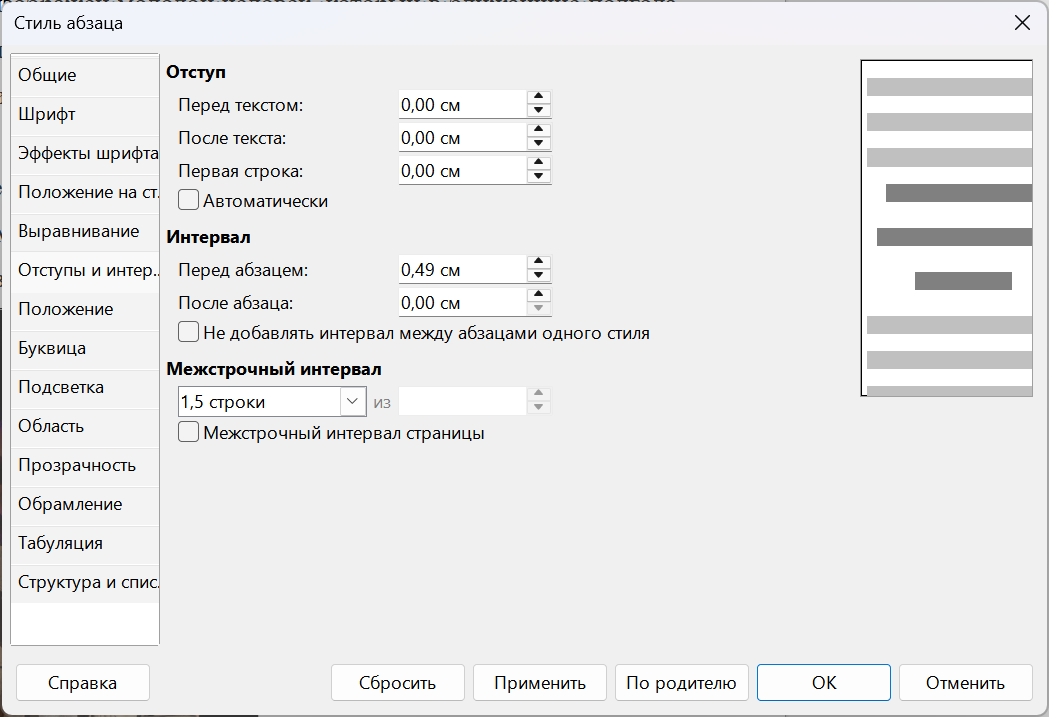 Стиль абзаца
Общие
Шрифт
Эффекты шрифта
Положение на ст.
Выравнивание
Отступы и интер..
Положение
Буквица
Подсветка
Область
Прозрачность
Обрамление
Табуляция
Структура и спис.
Отступ
Перед текстом: 0,00 см
После текста: 0,00 см
Первая строка: 0,00 см
Автоматически
Интервал
Перед абзацем: 0,49 см
После абзаца: 0,00 см
Не добавлять интервал между абзацами одного стиля
Межстрочный интервал
1,5 строки из
Межстрочный интервал страницы
Справка Сбросить Применить По родителю ОК Отменить